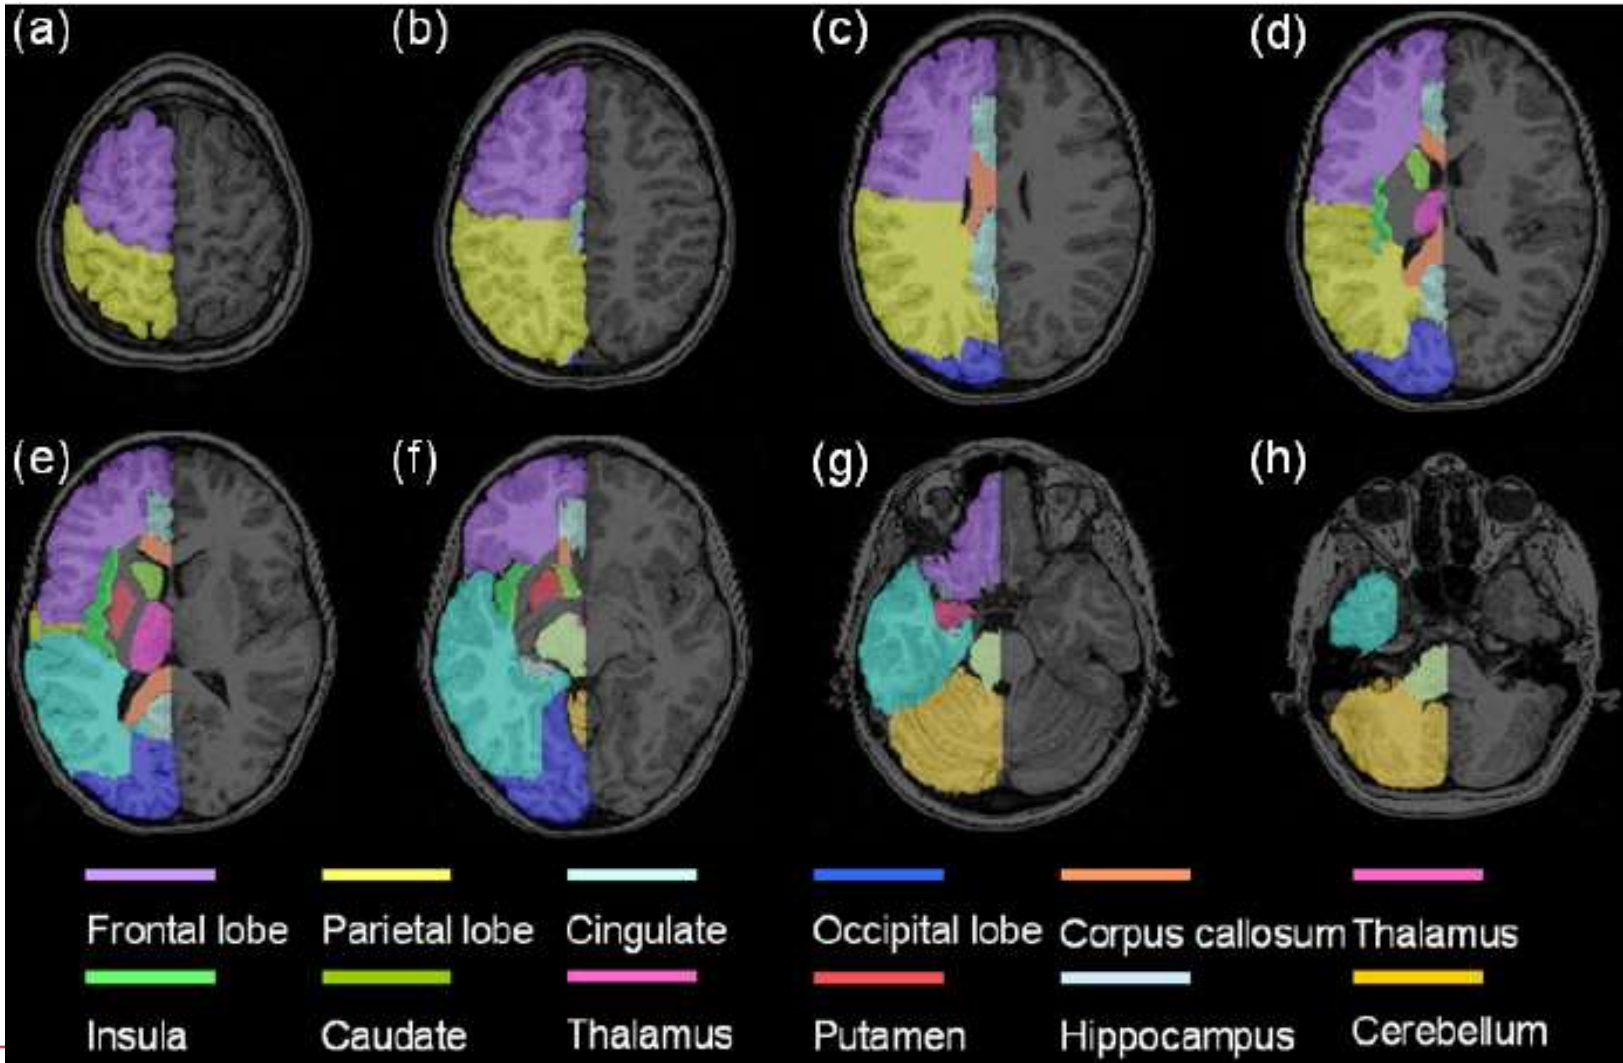 (a) (b) (c) (d)
(e) (f) (g) (h)
Frontal lobe Parietal lobe Cingulate Occipital lobe Corpus callosum Thalamus
Insula Caudate Thalamus Putamen Hippocampus Cerebellum